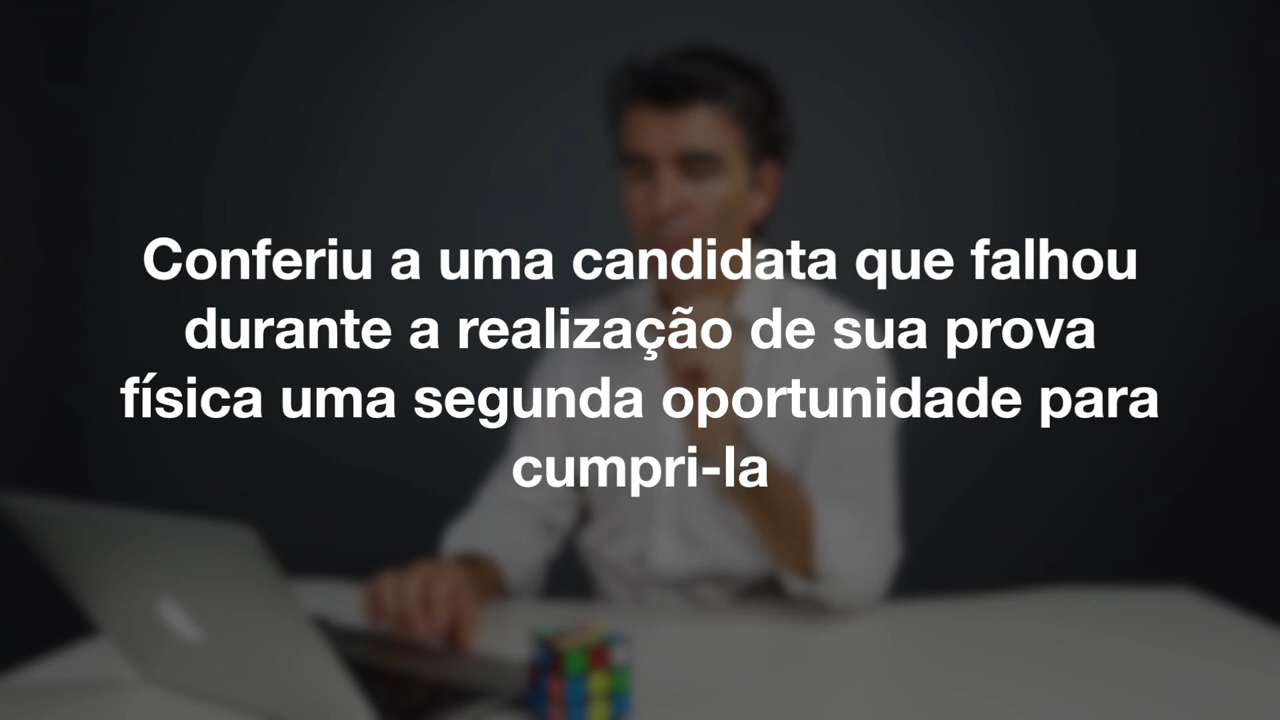 Conferiu a uma candidata que falhou
durante a realização de sua prova
física uma segunda oportunidade para
cumpri-la